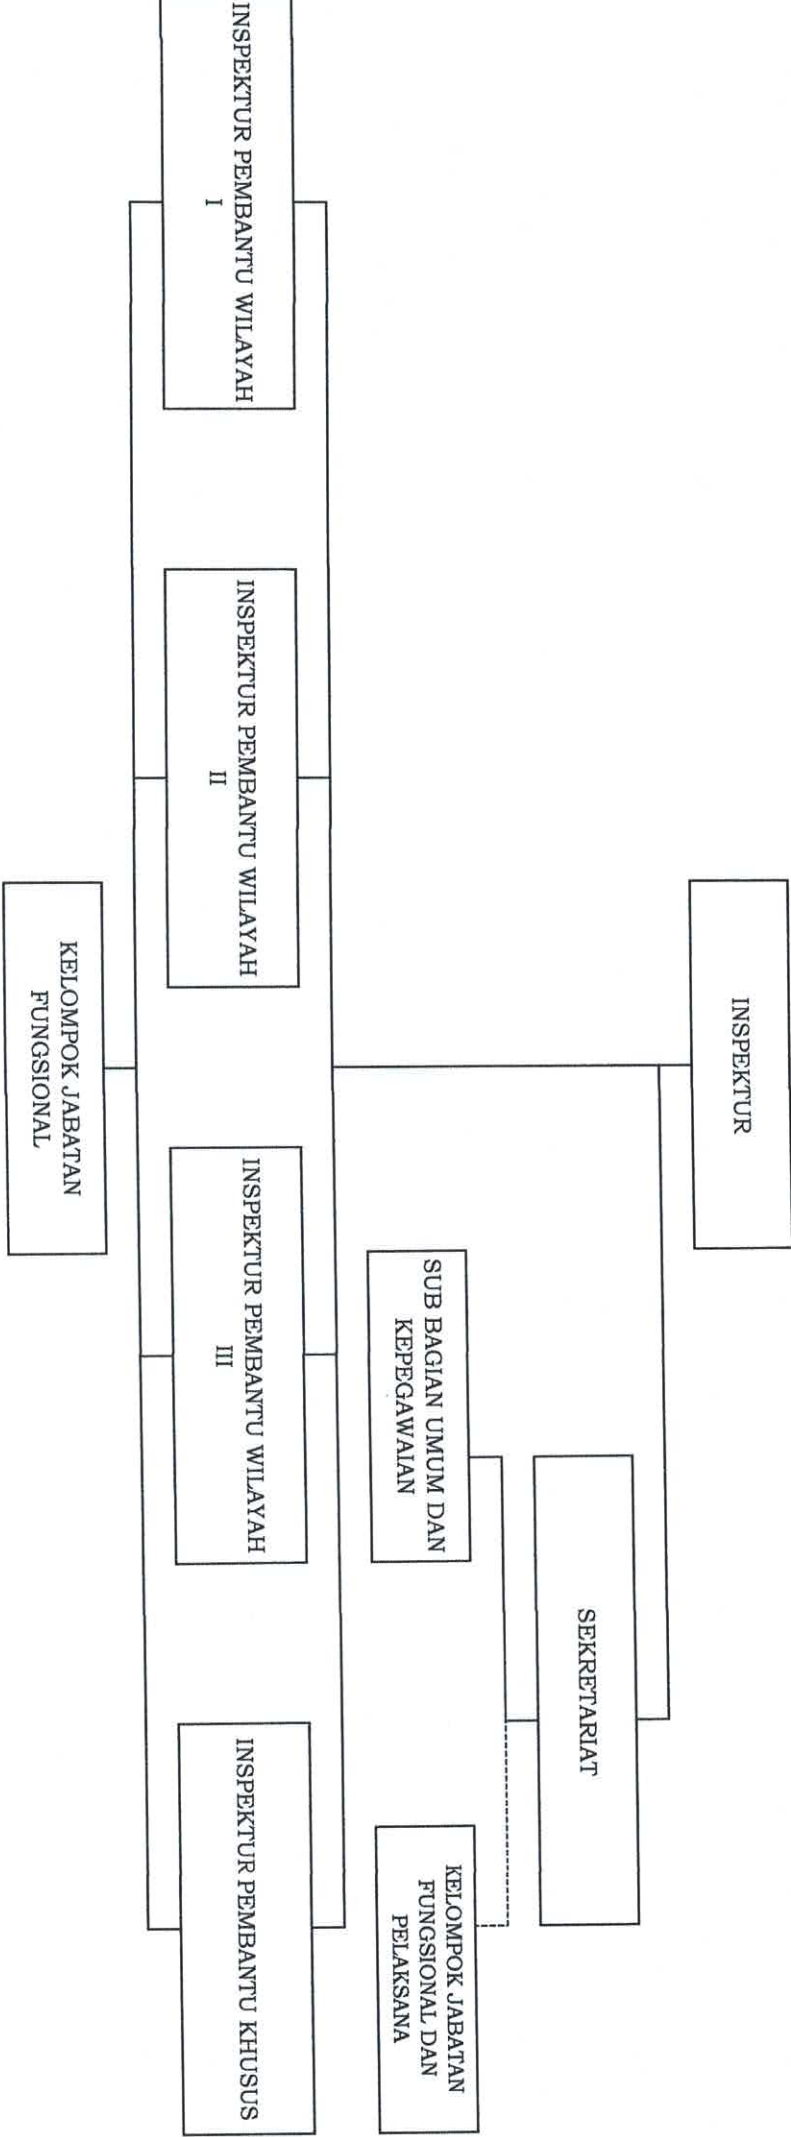 INSPEKTUR
SEKRETARIAT
SUB BAGIAN UMUM DAN
KEPEGAWAIAN
KELOMPOK JABATAN
FUNGSIONAL DAN
PELAKSANA
INSPEKTUR PEMBANTU WILAYAH
I
INSPEKTUR PEMBANTU WILAYAH
II
INSPEKTUR PEMBANTU WILAYAH
III
INSPEKTUR PEMBANTU KHUSUS
KELOMPOK JABATAN
FUNGSIONAL